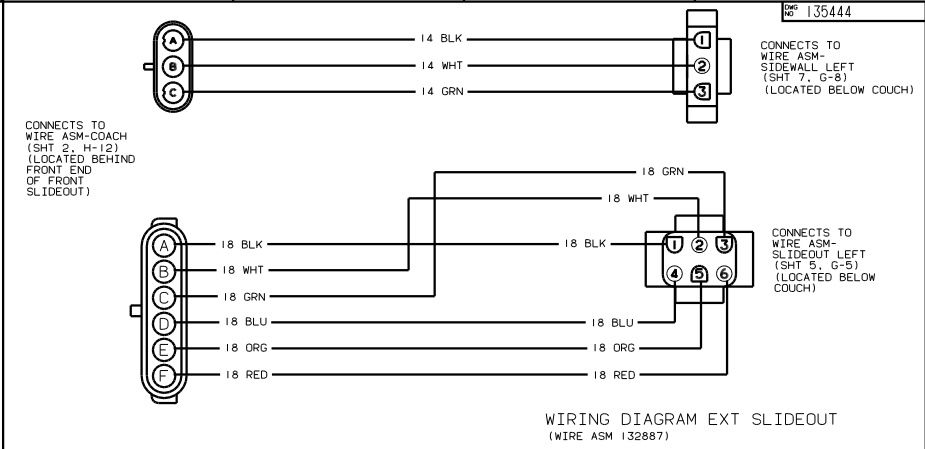 DWG NO 135444
A 14 BLK 1
B 14 WHT 2
C 14 GRN 3
CONNECTS TO
WIRE ASM-
SIDEWALL LEFT
(SHT 7, G-8)
(LOCATED BELOW COUCH)
CONNECTS TO
WIRE ASM-COACH
(SHT 2, H-12)
(LOCATED BEHIND
FRONT END
OF FRONT
SLIDEOUT)
18 GRN
18 WHT
A 18 BLK 18 BLK 1 2 3
B 18 WHT
C 18 GRN
4 5 6
D 18 BLU 18 BLU
E 18 ORG 18 ORG
F 18 RED 18 RED
CONNECTS TO
WIRE ASM-
SLIDEOUT LEFT
(SHT 5, G-5)
(LOCATED BELOW
COUCH)
WIRING DIAGRAM EXT SLIDEOUT
(WIRE ASM 132887)